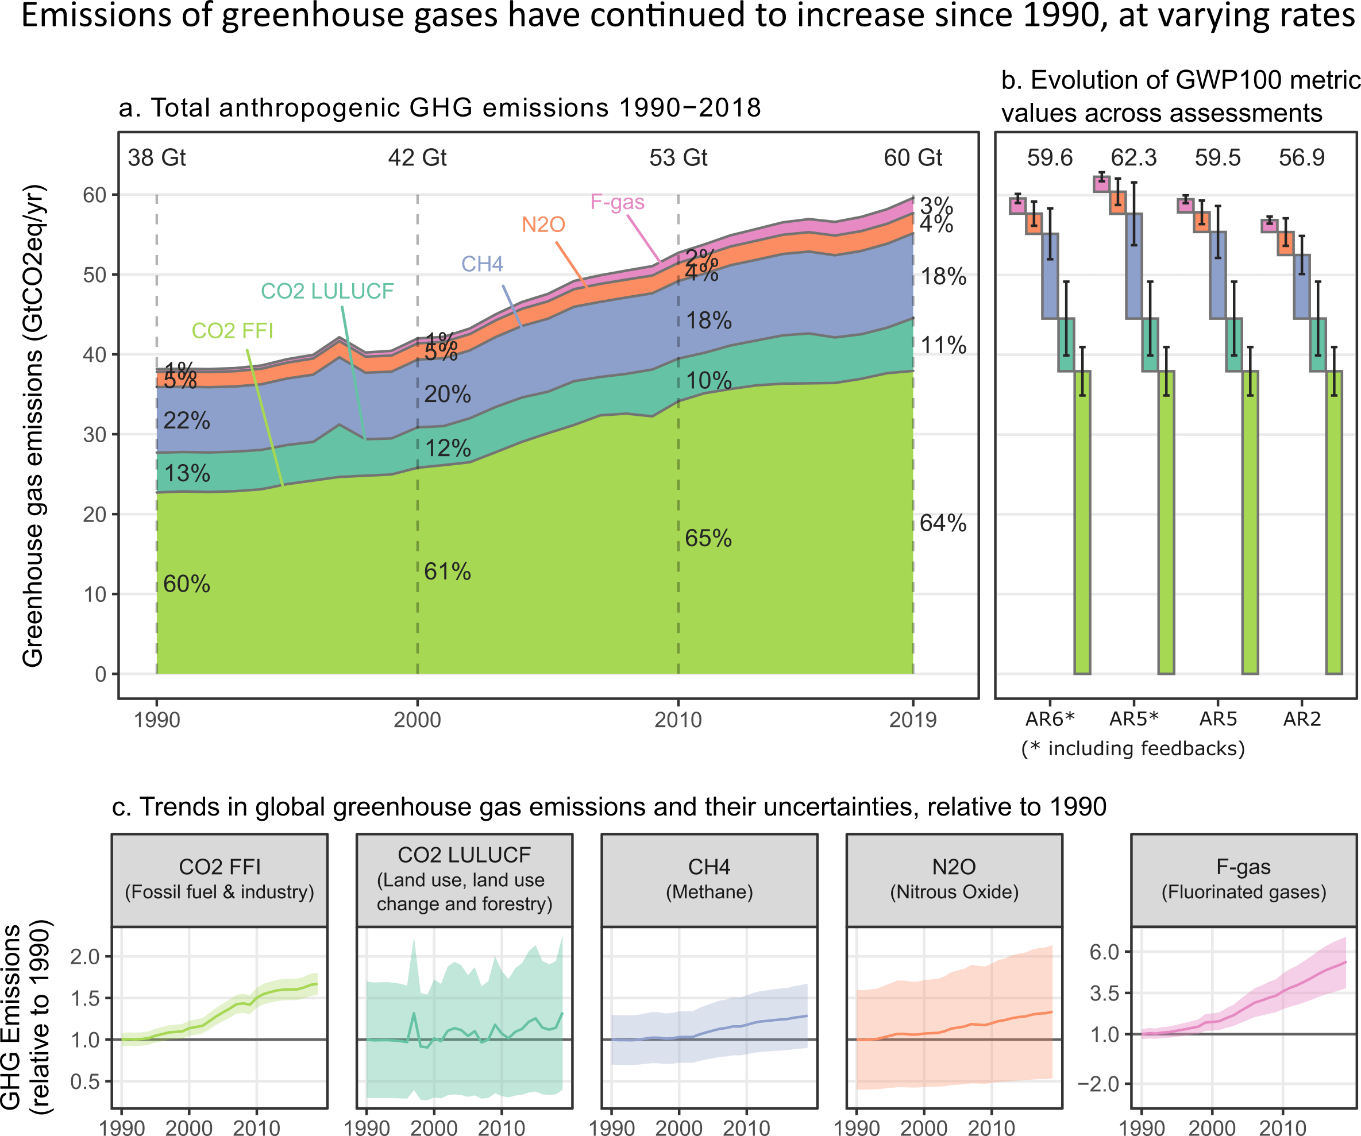 Emissions of greenhouse gases have continued to increase since 1990, at varying rates
a. Total anthropogenic GHG emissions 1990−2018
38 Gt
42 Gt
53 Gt
60 Gt
Greenhouse gas emissions (GtCO2eq/yr)
60
50
40
30
20
10
0
F-gas
N2O
CH4
CO2 LULUCF
CO2 FFI
1%
5%
22%
13%
60%
1%
5%
20%
12%
61%
2%
4%
18%
10%
65%
3%
4%
18%
11%
64%
1990
2000
2010
2019
b. Evolution of GWP100 metric
values across assessments
59.6
62.3
59.5
56.9
AR6*
AR5*
AR5
AR2
(* including feedbacks)
c. Trends in global greenhouse gas emissions and their uncertainties, relative to 1990
GHG Emissions
(relative to 1990)
CO2 FFI
(Fossil fuel & industry)
2.0
1.5
1.0
0.5
1990
2000
2010
CO2 LULUCF
(Land use, land use
change and forestry)
1990
2000
2010
CH4
(Methane)
1990
2000
2010
N2O
(Nitrous Oxide)
1990
2000
2010
F-gas
(Fluorinated gases)
6.0
3.5
1.0
−2.0
1990
2000
2010